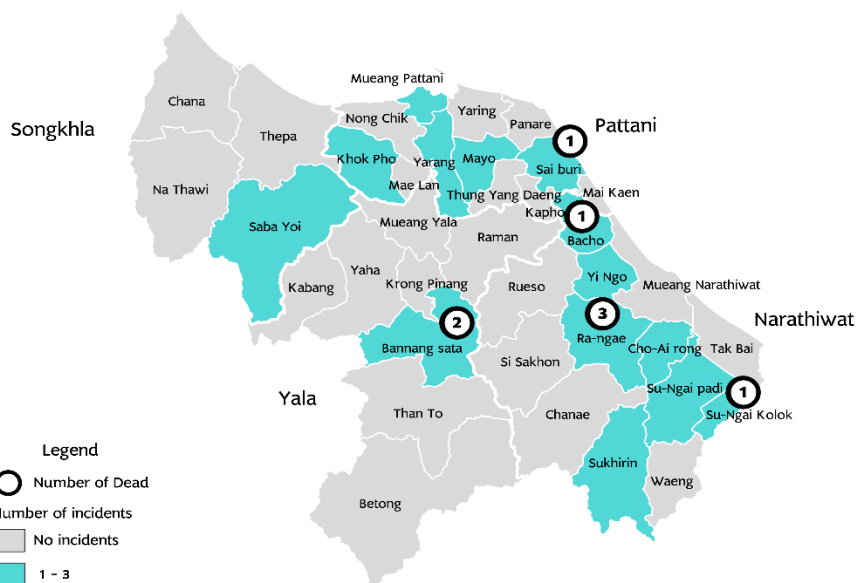 Mueang Pattani
Chana
Nong Chik
Yaring
Panare
Songkhla
Pattani
Thepa
1
Khok Pho
Yarang
Mayo
Sai buri
Na Thawi
Mae Lan
Thung Yang Daeng
Mai Kaen
Kapho
1
Saba Yoi
Mueang Yala
Raman
Bacho
Yaha
Yi Ngo
Kabang
Krong Pinang
Rueso
Mueang Narathiwat
3
Narathiwat
2
Ra-ngae
Bannang sata
Cho-Ai rong
Tak Bai
Si Sakhon
Su-Ngai padi
1
Yala
Than To
Chanae
Su-Ngai Kolok
Legend
Sukhirin
Number of Dead
Waeng
Betong
umber of incidents
No incidents
1 - 3